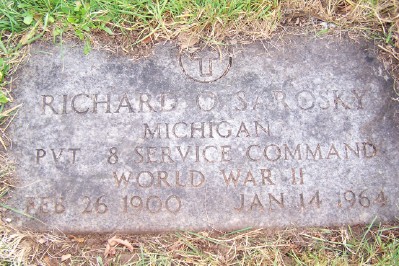 RICHARD O SAROSKY
MICHIGAN
PVT 8 SERVICE COMMAND
WORLD WAR II
FEB 26 1900 JAN 14 1964